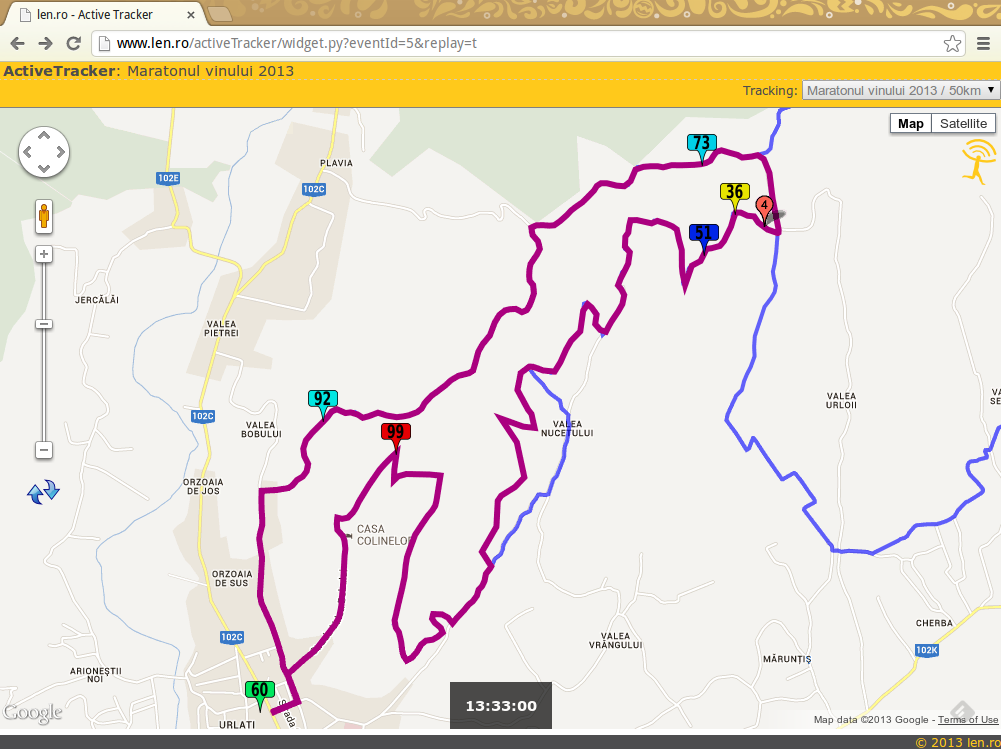 len.ro - Active Tracker
www.len.ro/activeTracker/widget.py?eventId=5&replay=t
ActiveTracker: Maratonul vinului 2013
Tracking: Maratonul vinului 2013 / 50km
Map Satellite
73
PLAVIA
102E
102C
36
4
51
JERCĂLĂI
VALEA
PIETREI
92
VALEA
URLOII
VA
SE
102C
VALEA
BOBULUI
99
VALEA
NUCEȚULUI
ORZOAIA
DE JOS
CASA
COLINELOR
ORZOAIA
DE SUS
CHERBA
102C
VALEA
VRÂNGULUI
102K
MĂRUNȚIȘ
ARIONEȘTII
NOI
60
Strada
13:33:00
Google
URLATI
Map data ©2013 Google - Terms of Use
© 2013 len.ro